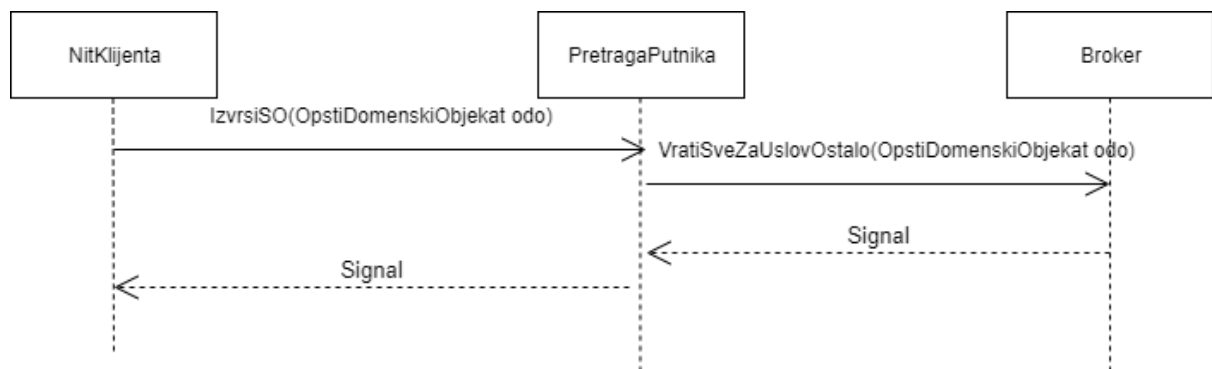 NitKlijenta
PretragaPutnika
Broker
IzvrsiSO(OpstiDomenskiObjekat odo)
VratiSveZaUslovOstalo(OpstiDomenskiObjekat odo)
Signal
Signal